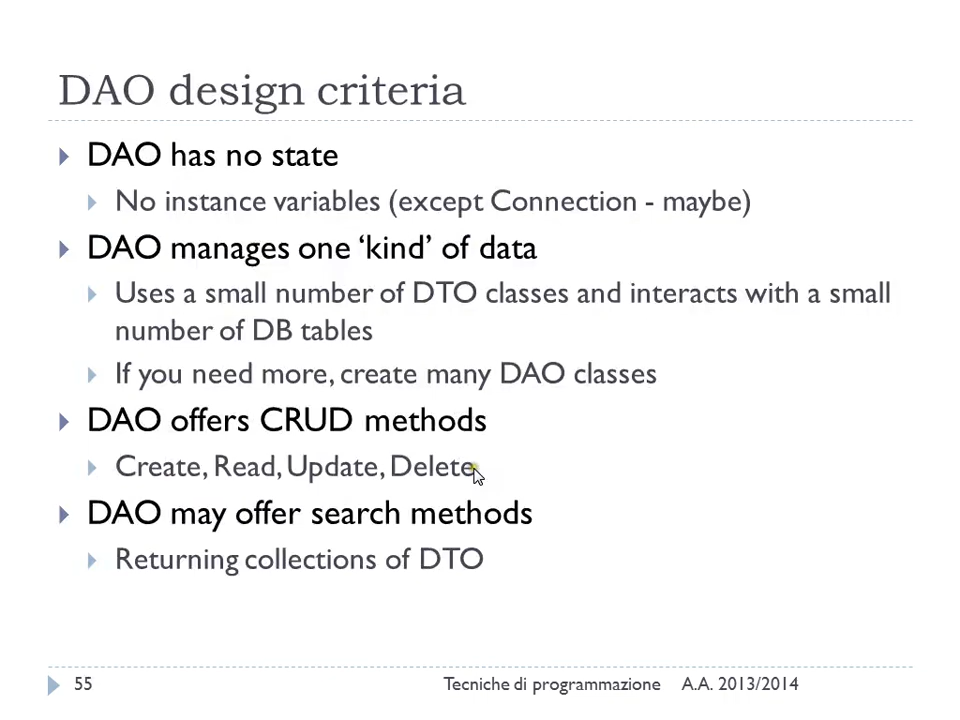 DAO design criteria
DAO has no state
No instance variables (except Connection - maybe)
DAO manages one ‘kind’ of data
Uses a small number of DTO classes and interacts with a small
number of DB tables
If you need more, create many DAO classes
DAO offers CRUD methods
Create, Read, Update, Delete
DAO may offer search methods
Returning collections of DTO
55 Tecniche di programmazione A.A. 2013/2014